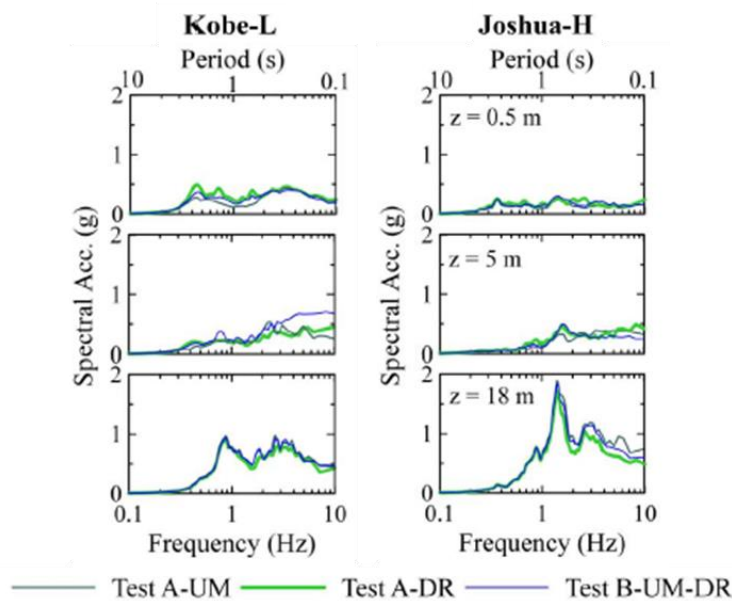 Kobe-L Joshua-H
Period (s) Period (s)
10 1 0.1 10 1 0.1
2 2
z = 0.5 m
1 1
0 0
2 2
z = 5 m
1 1
0 0
2 2
z = 18 m
1 1
0 0
Spectral Acc. (g) Spectral Acc. (g)
0.1 1 10 0.1 1 10
Frequency (Hz) Frequency (Hz)
Test A-UM Test A-DR Test B-UM-DR